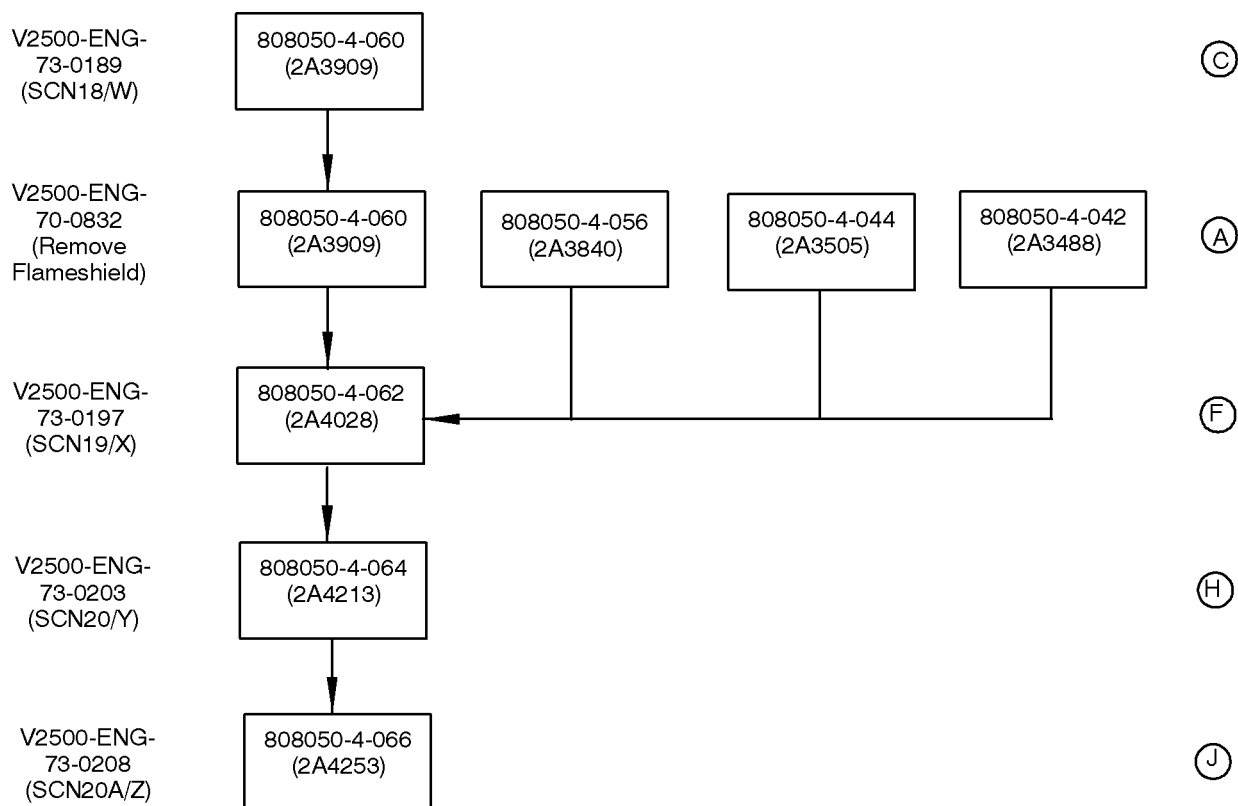 V2500-ENG-
73-0189
(SCN18/W)
808050-4-060
(2A3909)
C
V2500-ENG-
70-0832
(Remove
Flameshield)
808050-4-060
(2A3909)
808050-4-056
(2A3840)
808050-4-044
(2A3505)
808050-4-042
(2A3488)
A
V2500-ENG-
73-0197
(SCN19/X)
808050-4-062
(2A4028)
F
V2500-ENG-
73-0203
(SCN20/Y)
808050-4-064
(2A4213)
H
V2500-ENG-
73-0208
(SCN20A/Z)
808050-4-066
(2A4253)
J